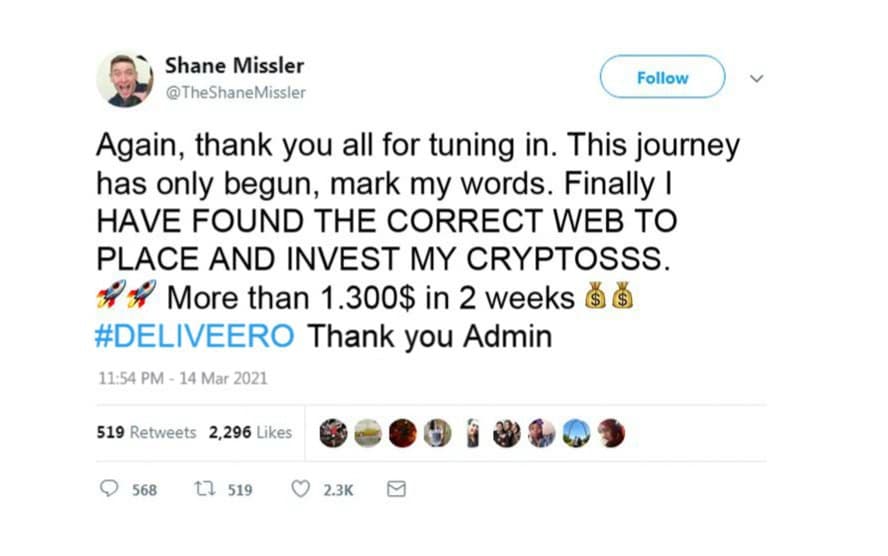 Shane Missler
@TheShaneMissler
Follow
Again, thank you all for tuning in. This journey
has only begun, mark my words. Finally I
HAVE FOUND THE CORRECT WEB TO
PLACE AND INVEST MY CRYPTOSSS.
🚀🚀 More than 1.300$ in 2 weeks 💰💰
#DELIVEERO Thank you Admin
11:54 PM - 14 Mar 2021
519 Retweets 2,296 Likes
568 519 2.3K